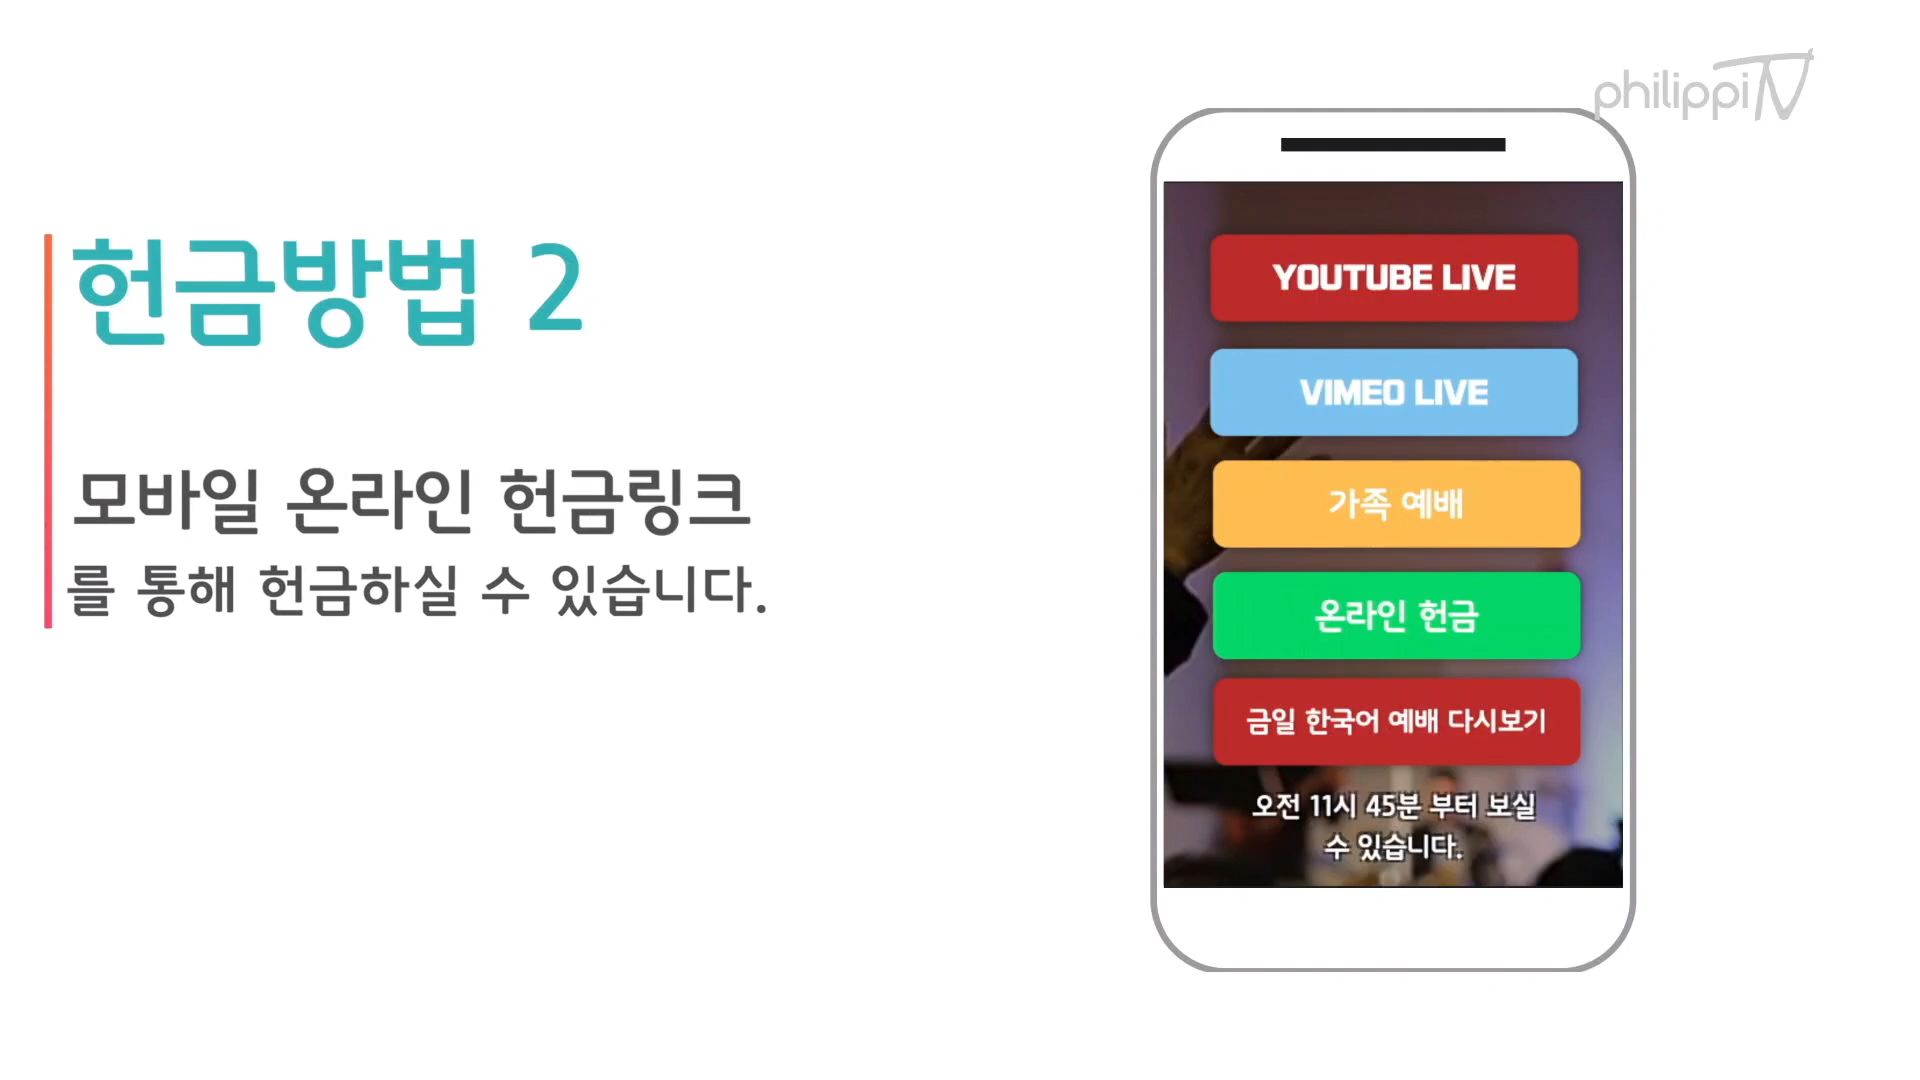 philippi TV
헌금방법 2
모바일 온라인 헌금링크
를 통해 헌금하실 수 있습니다.
YOUTUBE LIVE
VIMEO LIVE
가족 예배
온라인 헌금
금일 한국어 예배 다시보기
오전 11시 45분 부터 보실
수 있습니다.